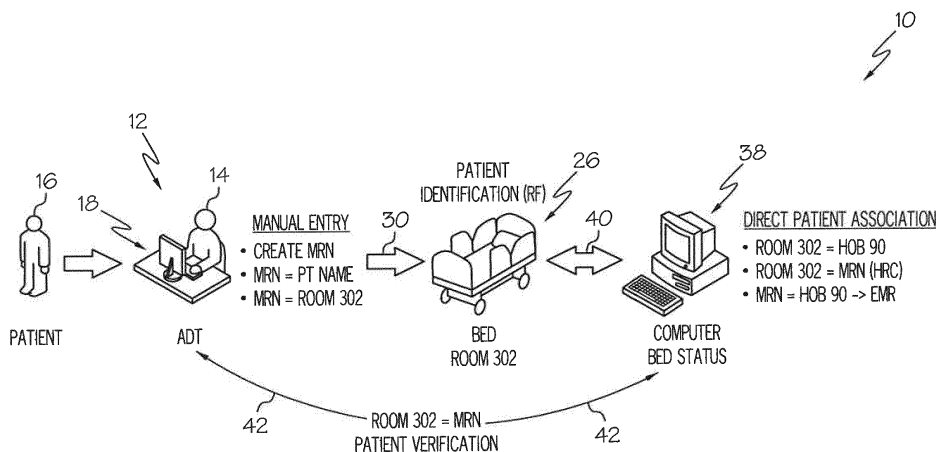 10
12
16
18
14
PATIENT
IDENTIFICATION (RF)
26
38
MANUAL ENTRY
• CREATE MRN
• MRN = PT NAME
• MRN = ROOM 302
30
40
DIRECT PATIENT ASSOCIATION
• ROOM 302 = HOB 90
• ROOM 302 = MRN (HRC)
• MRN = HOB 90 -> EMR
PATIENT
ADT
BED
ROOM 302
COMPUTER
BED STATUS
42
ROOM 302 = MRN
PATIENT VERIFICATION
42